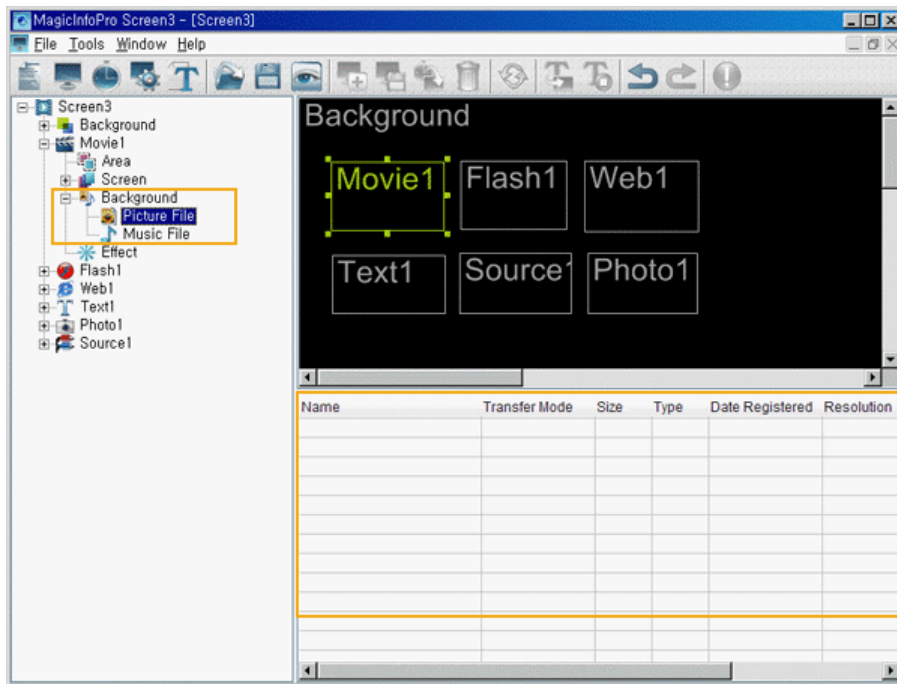 MagicInfoPro Screen3 - [Screen3]
File Tools Window Help
Screen3
Background
Movie1
Area
Screen
Background
Picture File
Music File
Effect
Flash1
Web1
Text1
Photo1
Source1
Background
Movie1 Flash1 Web1
Text1 Source1 Photo1
Name Transfer Mode Size Type Date Registered Resolution